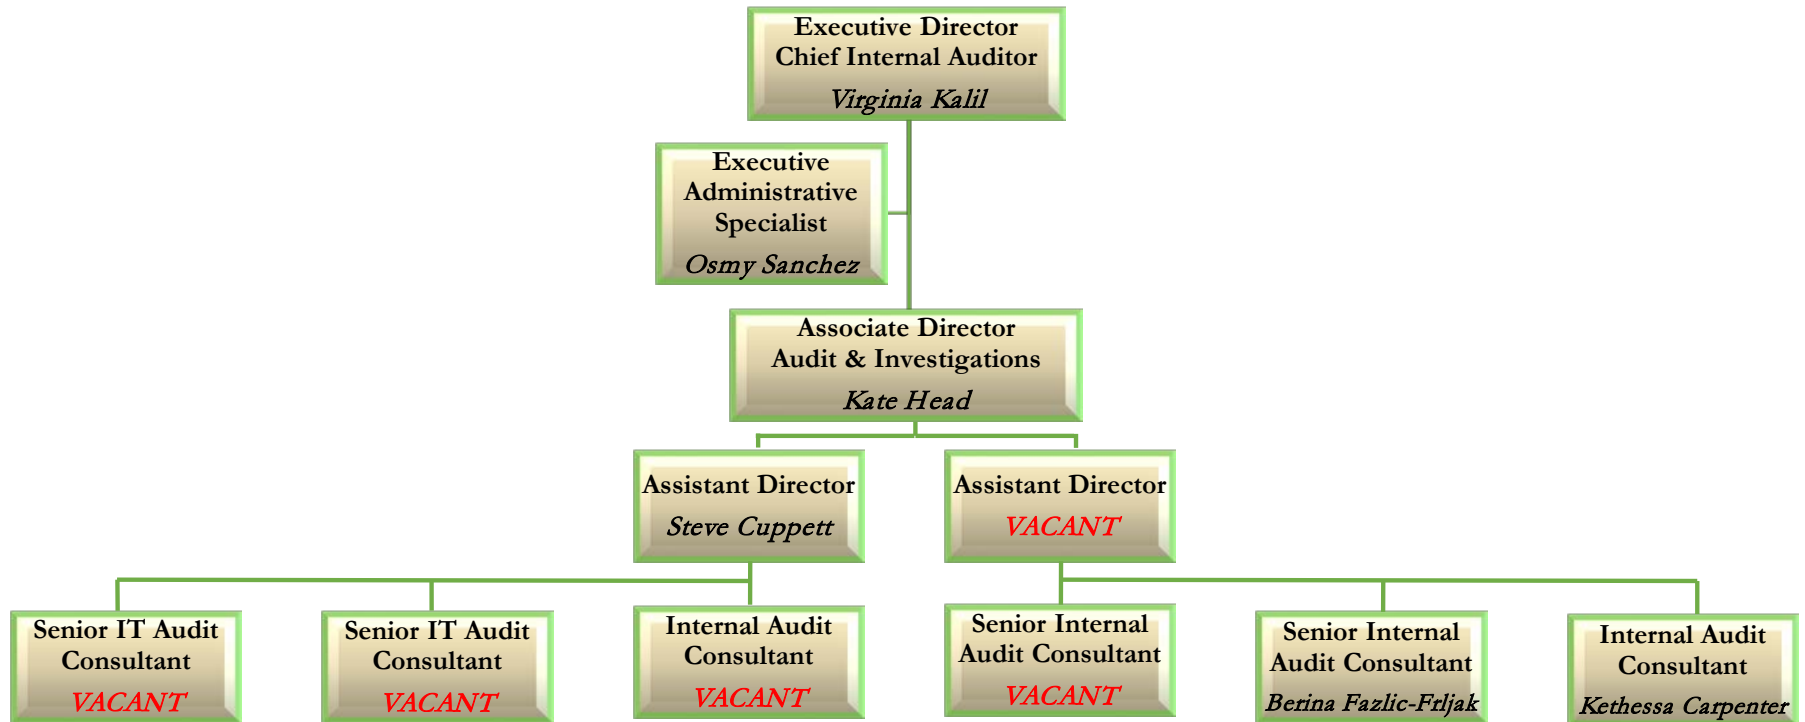 Executive Director
Chief Internal Auditor
Virginia Kalil
Executive
Administrative
Specialist
Osmy Sanchez
Associate Director
Audit & Investigations
Kate Head
Assistant Director
Steve Cuppett
Assistant Director
VACANT
Senior IT Audit
Consultant
VACANT
Senior IT Audit
Consultant
VACANT
Internal Audit
Consultant
VACANT
Senior Internal
Audit Consultant
VACANT
Senior Internal
Audit Consultant
Berina Fazlic-Frljak
Internal Audit
Consultant
Kethessa Carpenter